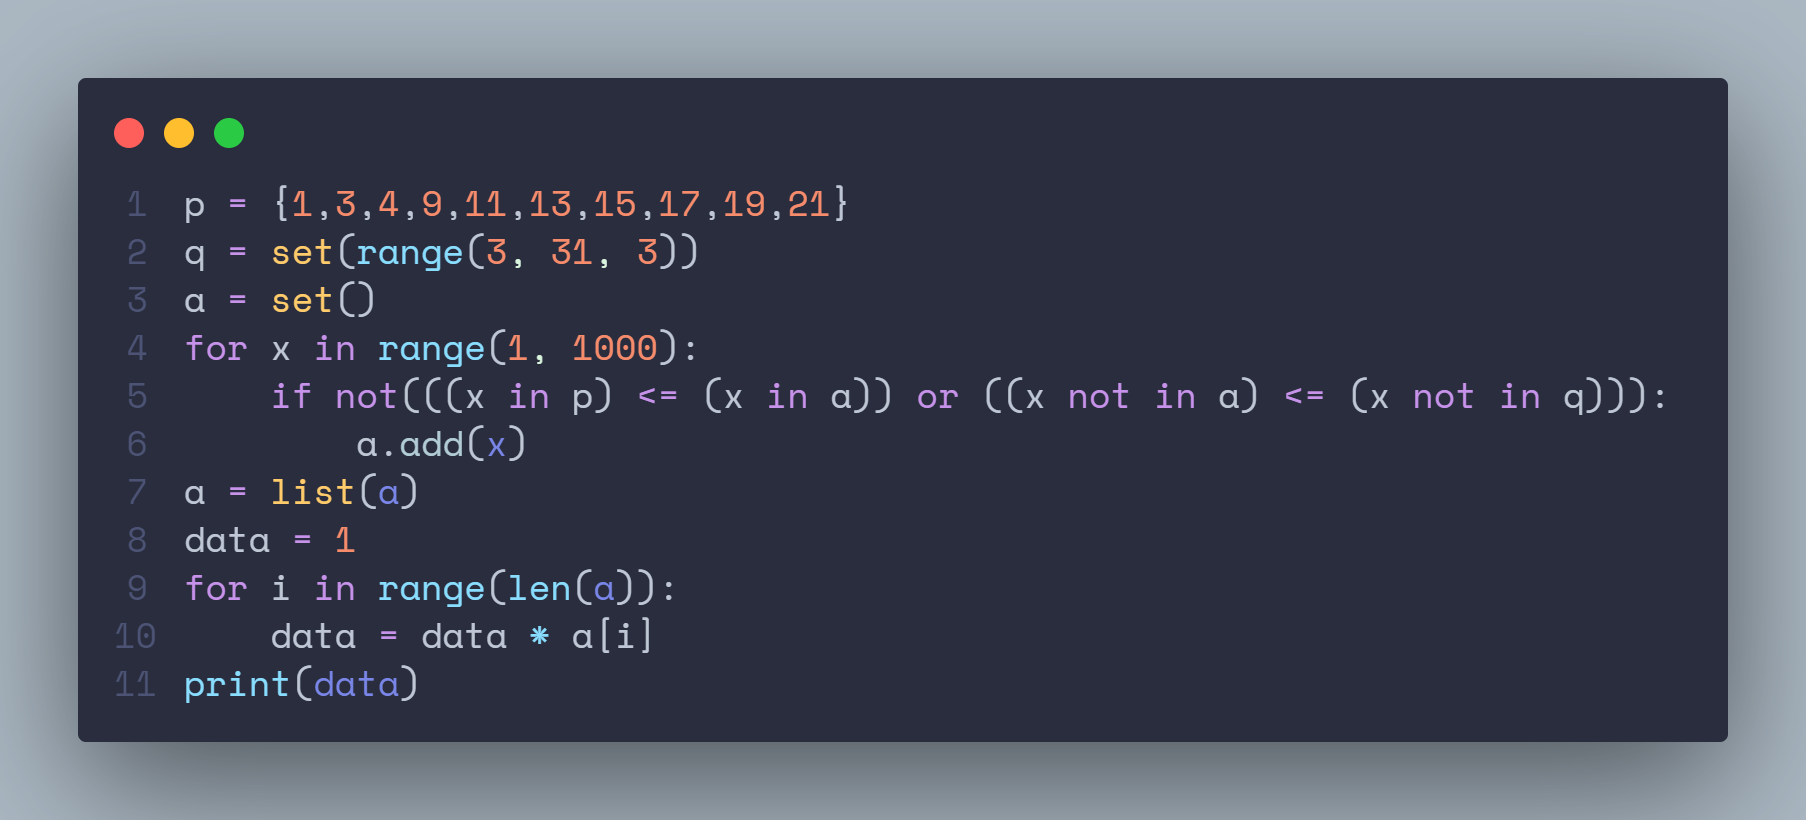 1 p = {1,3,4,9,11,13,15,17,19,21}
2 q = set(range(3, 31, 3))
3 a = set()
4 for x in range(1, 1000):
5     if not(((x in p) <= (x in a)) or ((x not in a) <= (x not in q))):
6         a.add(x)
7 a = list(a)
8 data = 1
9 for i in range(len(a)):
10     data = data * a[i]
11 print(data)